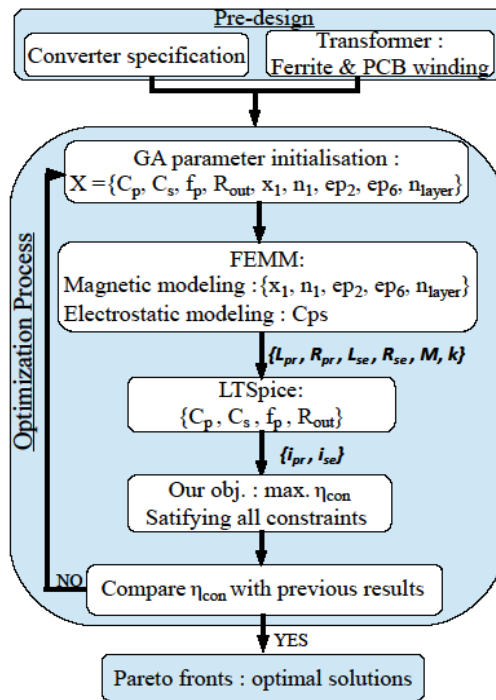 Pre-design
Converter specification
Transformer :
Ferrite & PCB winding
Optimization Process
GA parameter initialisation :
X ={Cp, Cs, fp, Rout, x1, n1, ep2, ep6, nlayer}
FEMM:
Magnetic modeling :{x1, n1, ep2, ep6, nlayer}
Electrostatic modeling : Cps
{Lpr, Rpr, Lse, Rse, M, k}
LTSpice:
{Cp , Cs , fp , Rout}
{ipr, ise}
Our obj. : max. ηcon
Satifying all constraints
NO
Compare ηcon with previous results
YES
Pareto fronts : optimal solutions